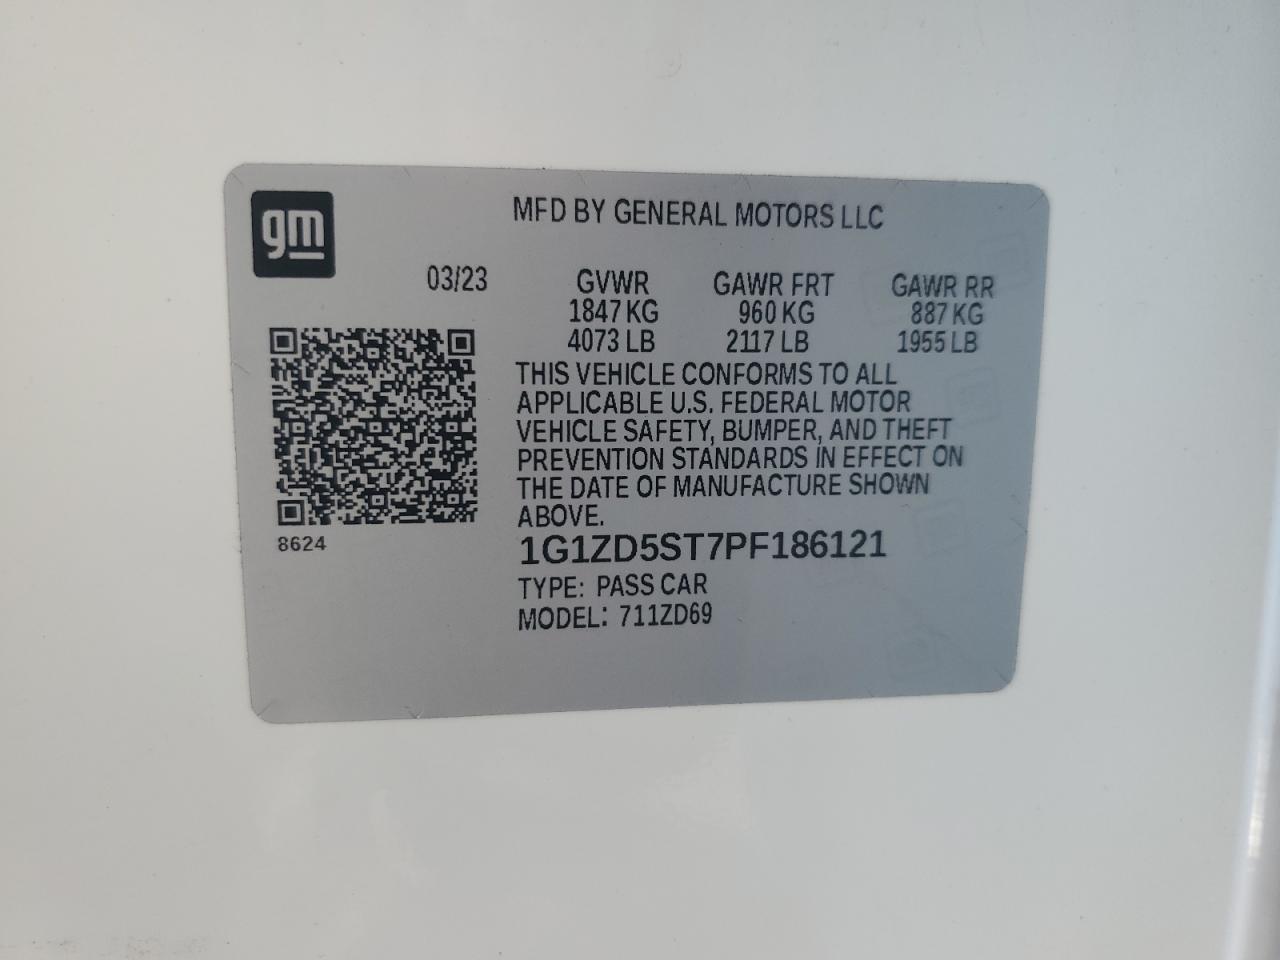 gm
MFD BY GENERAL MOTORS LLC
03/23 GVWR GAWR FRT GAWR RR
1847 KG 960 KG 887 KG
4073 LB 2117 LB 1955 LB
THIS VEHICLE CONFORMS TO ALL
APPLICABLE U.S. FEDERAL MOTOR
VEHICLE SAFETY, BUMPER, AND THEFT
PREVENTION STANDARDS IN EFFECT ON
THE DATE OF MANUFACTURE SHOWN
ABOVE.
8624
1G1ZD5ST7PF186121
TYPE: PASS CAR
MODEL: 711ZD69